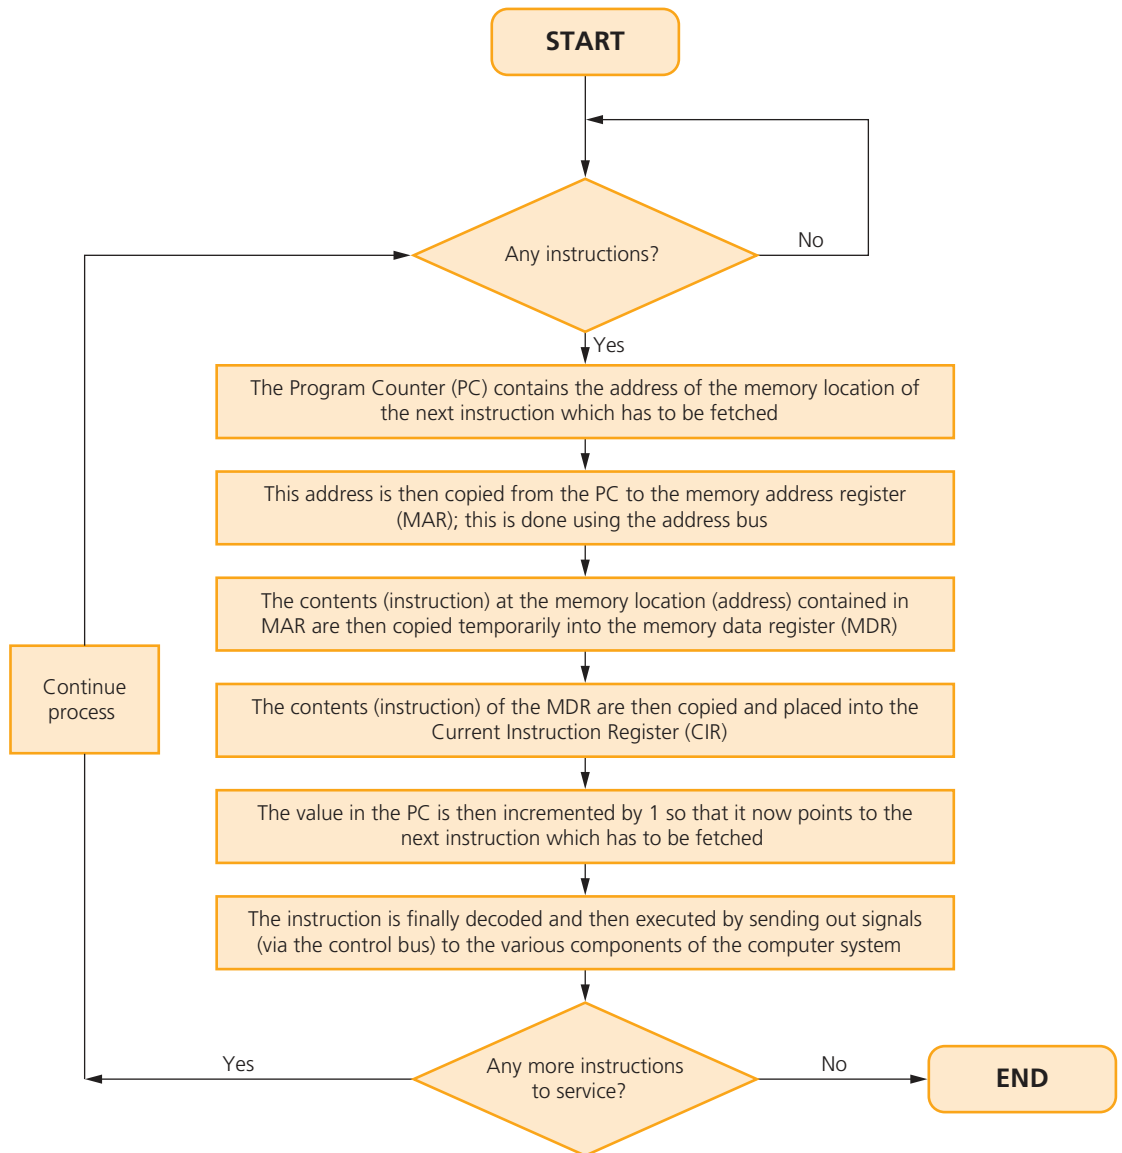 START
Any instructions?
No
Yes
The Program Counter (PC) contains the address of the memory location of
the next instruction which has to be fetched
This address is then copied from the PC to the memory address register
(MAR); this is done using the address bus
The contents (instruction) at the memory location (address) contained in
MAR are then copied temporarily into the memory data register (MDR)
Continue
process
The contents (instruction) of the MDR are then copied and placed into the
Current Instruction Register (CIR)
The value in the PC is then incremented by 1 so that it now points to the
next instruction which has to be fetched
The instruction is finally decoded and then executed by sending out signals
(via the control bus) to the various components of the computer system
Yes
Any more instructions
to service?
No
END